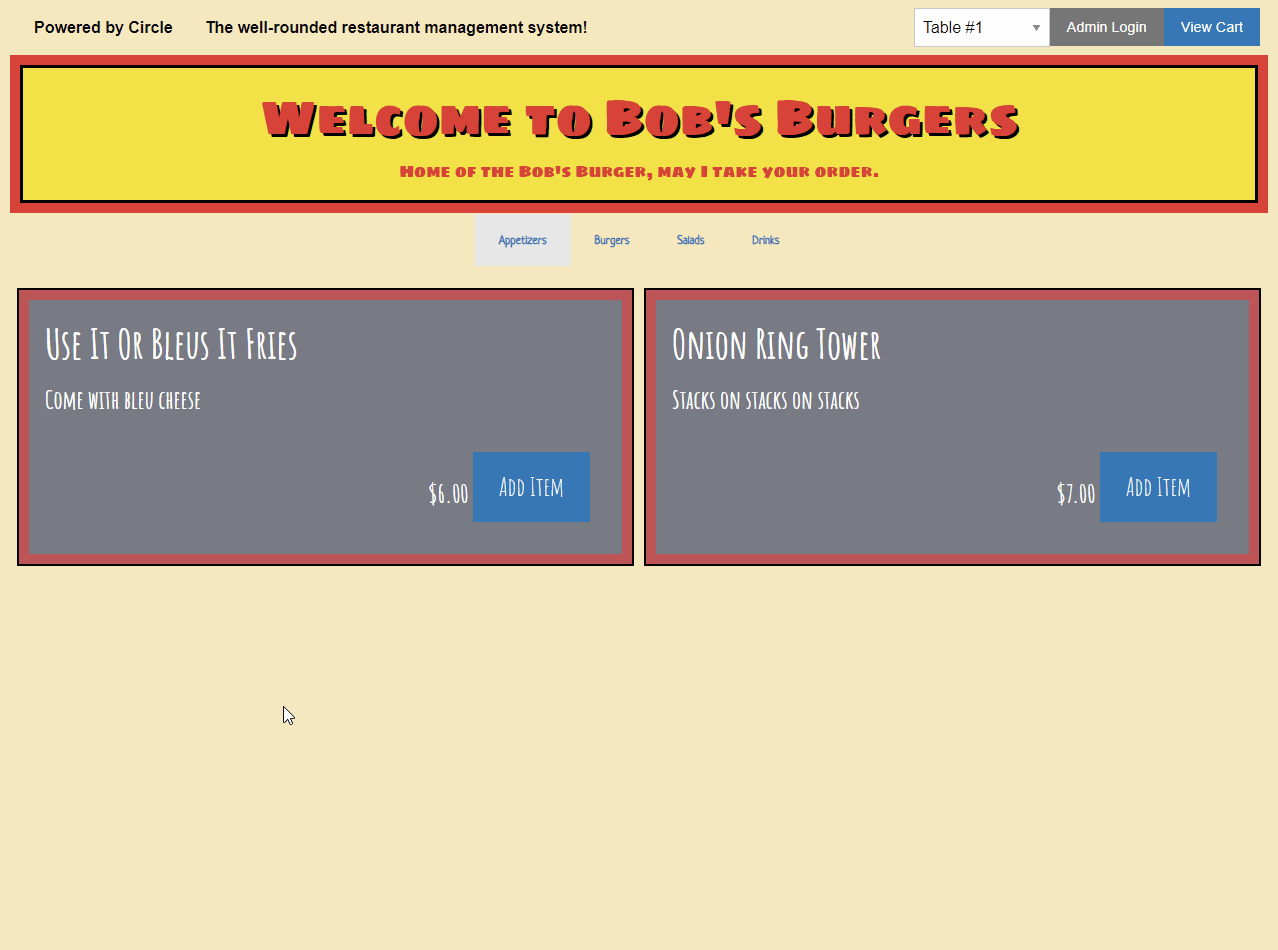 Powered by Circle The well-rounded restaurant management system! Table #1 Admin Login View Cart
Welcome to Bob's Burgers
Home of the Bob's Burger, may I take your order.
Appetizers Burgers Salads Drinks
Use It Or Bleus It Fries
Come with bleu cheese
$6.00 Add Item
Onion Ring Tower
Stacks on stacks on stacks
$7.00 Add Item